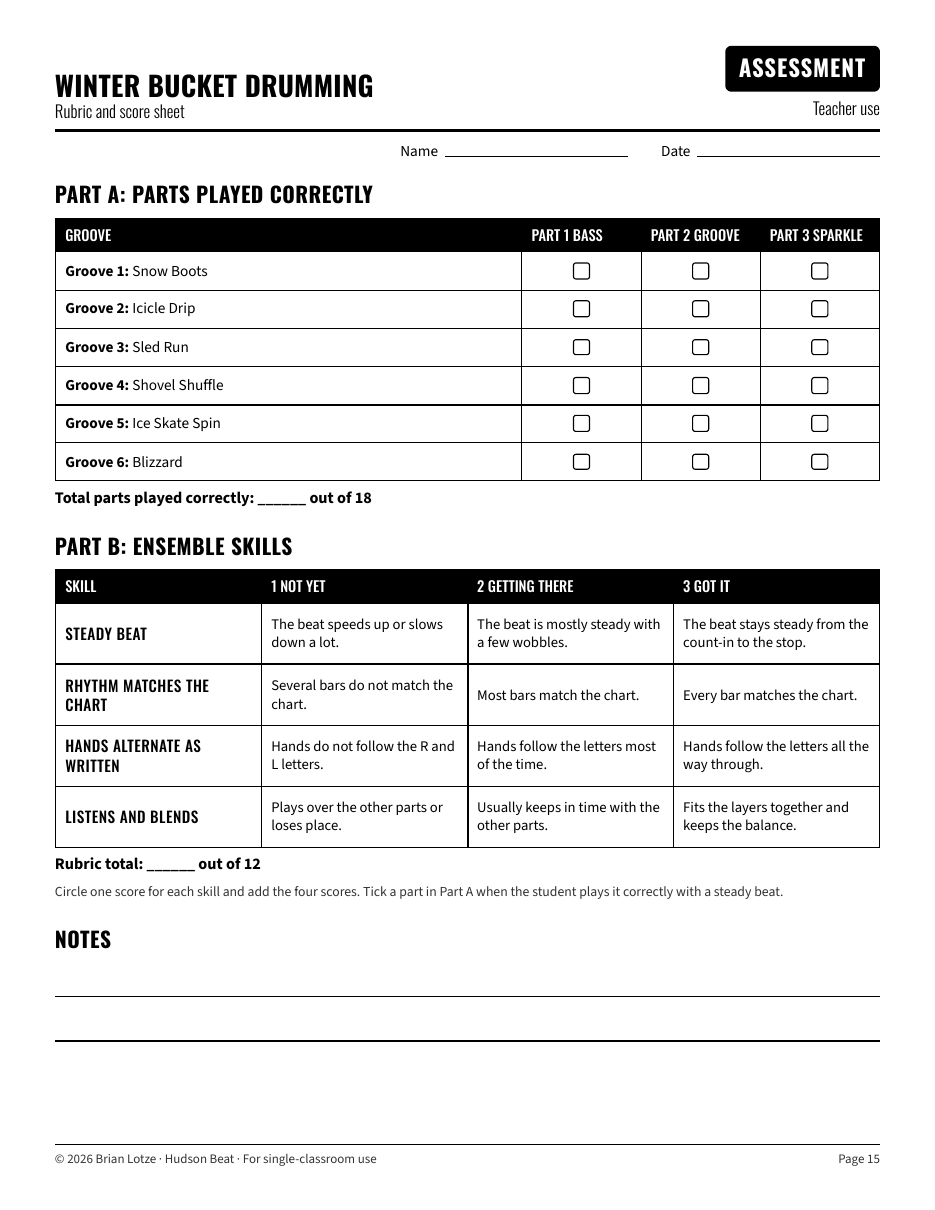 ASSESSMENT
WINTER BUCKET DRUMMING
Rubric and score sheet
Teacher use
Name ____ Date ____
PART A: PARTS PLAYED CORRECTLY
GROOVE PART 1 BASS PART 2 GROOVE PART 3 SPARKLE
Groove 1: Snow Boots
Groove 2: Icicle Drip
Groove 3: Sled Run
Groove 4: Shovel Shuffle
Groove 5: Ice Skate Spin
Groove 6: Blizzard
Total parts played correctly: ______ out of 18
PART B: ENSEMBLE SKILLS
SKILL 1 NOT YET 2 GETTING THERE 3 GOT IT
STEADY BEAT
The beat speeds up or slows
down a lot.
The beat is mostly steady with
a few wobbles.
The beat stays steady from the
count-in to the stop.
RHYTHM MATCHES THE
CHART
Several bars do not match the
chart.
Most bars match the chart.
Every bar matches the chart.
HANDS ALTERNATE AS
WRITTEN
Hands do not follow the R and
L letters.
Hands follow the letters most
of the time.
Hands follow the letters all the
way through.
LISTENS AND BLENDS
Plays over the other parts or
loses place.
Usually keeps in time with the
other parts.
Fits the layers together and
keeps the balance.
Rubric total: ______ out of 12
Circle one score for each skill and add the four scores. Tick a part in Part A when the student plays it correctly with a steady beat.
NOTES
© 2026 Brian Lotze · Hudson Beat · For single-classroom use
Page 15